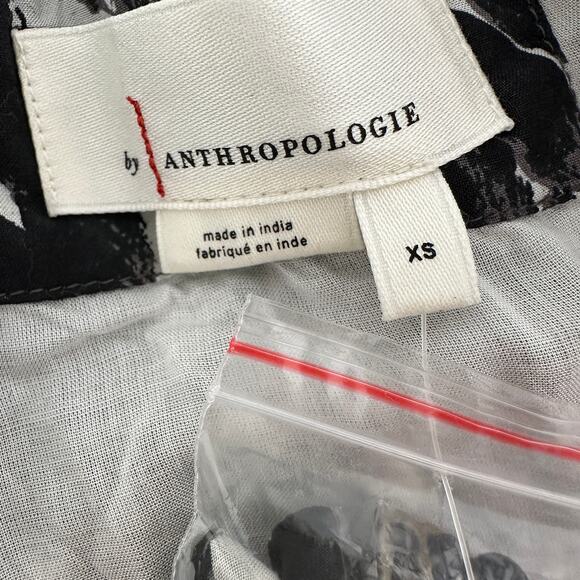 by ANTHROPOLOGIE
made in india
fabriqué en inde
XS